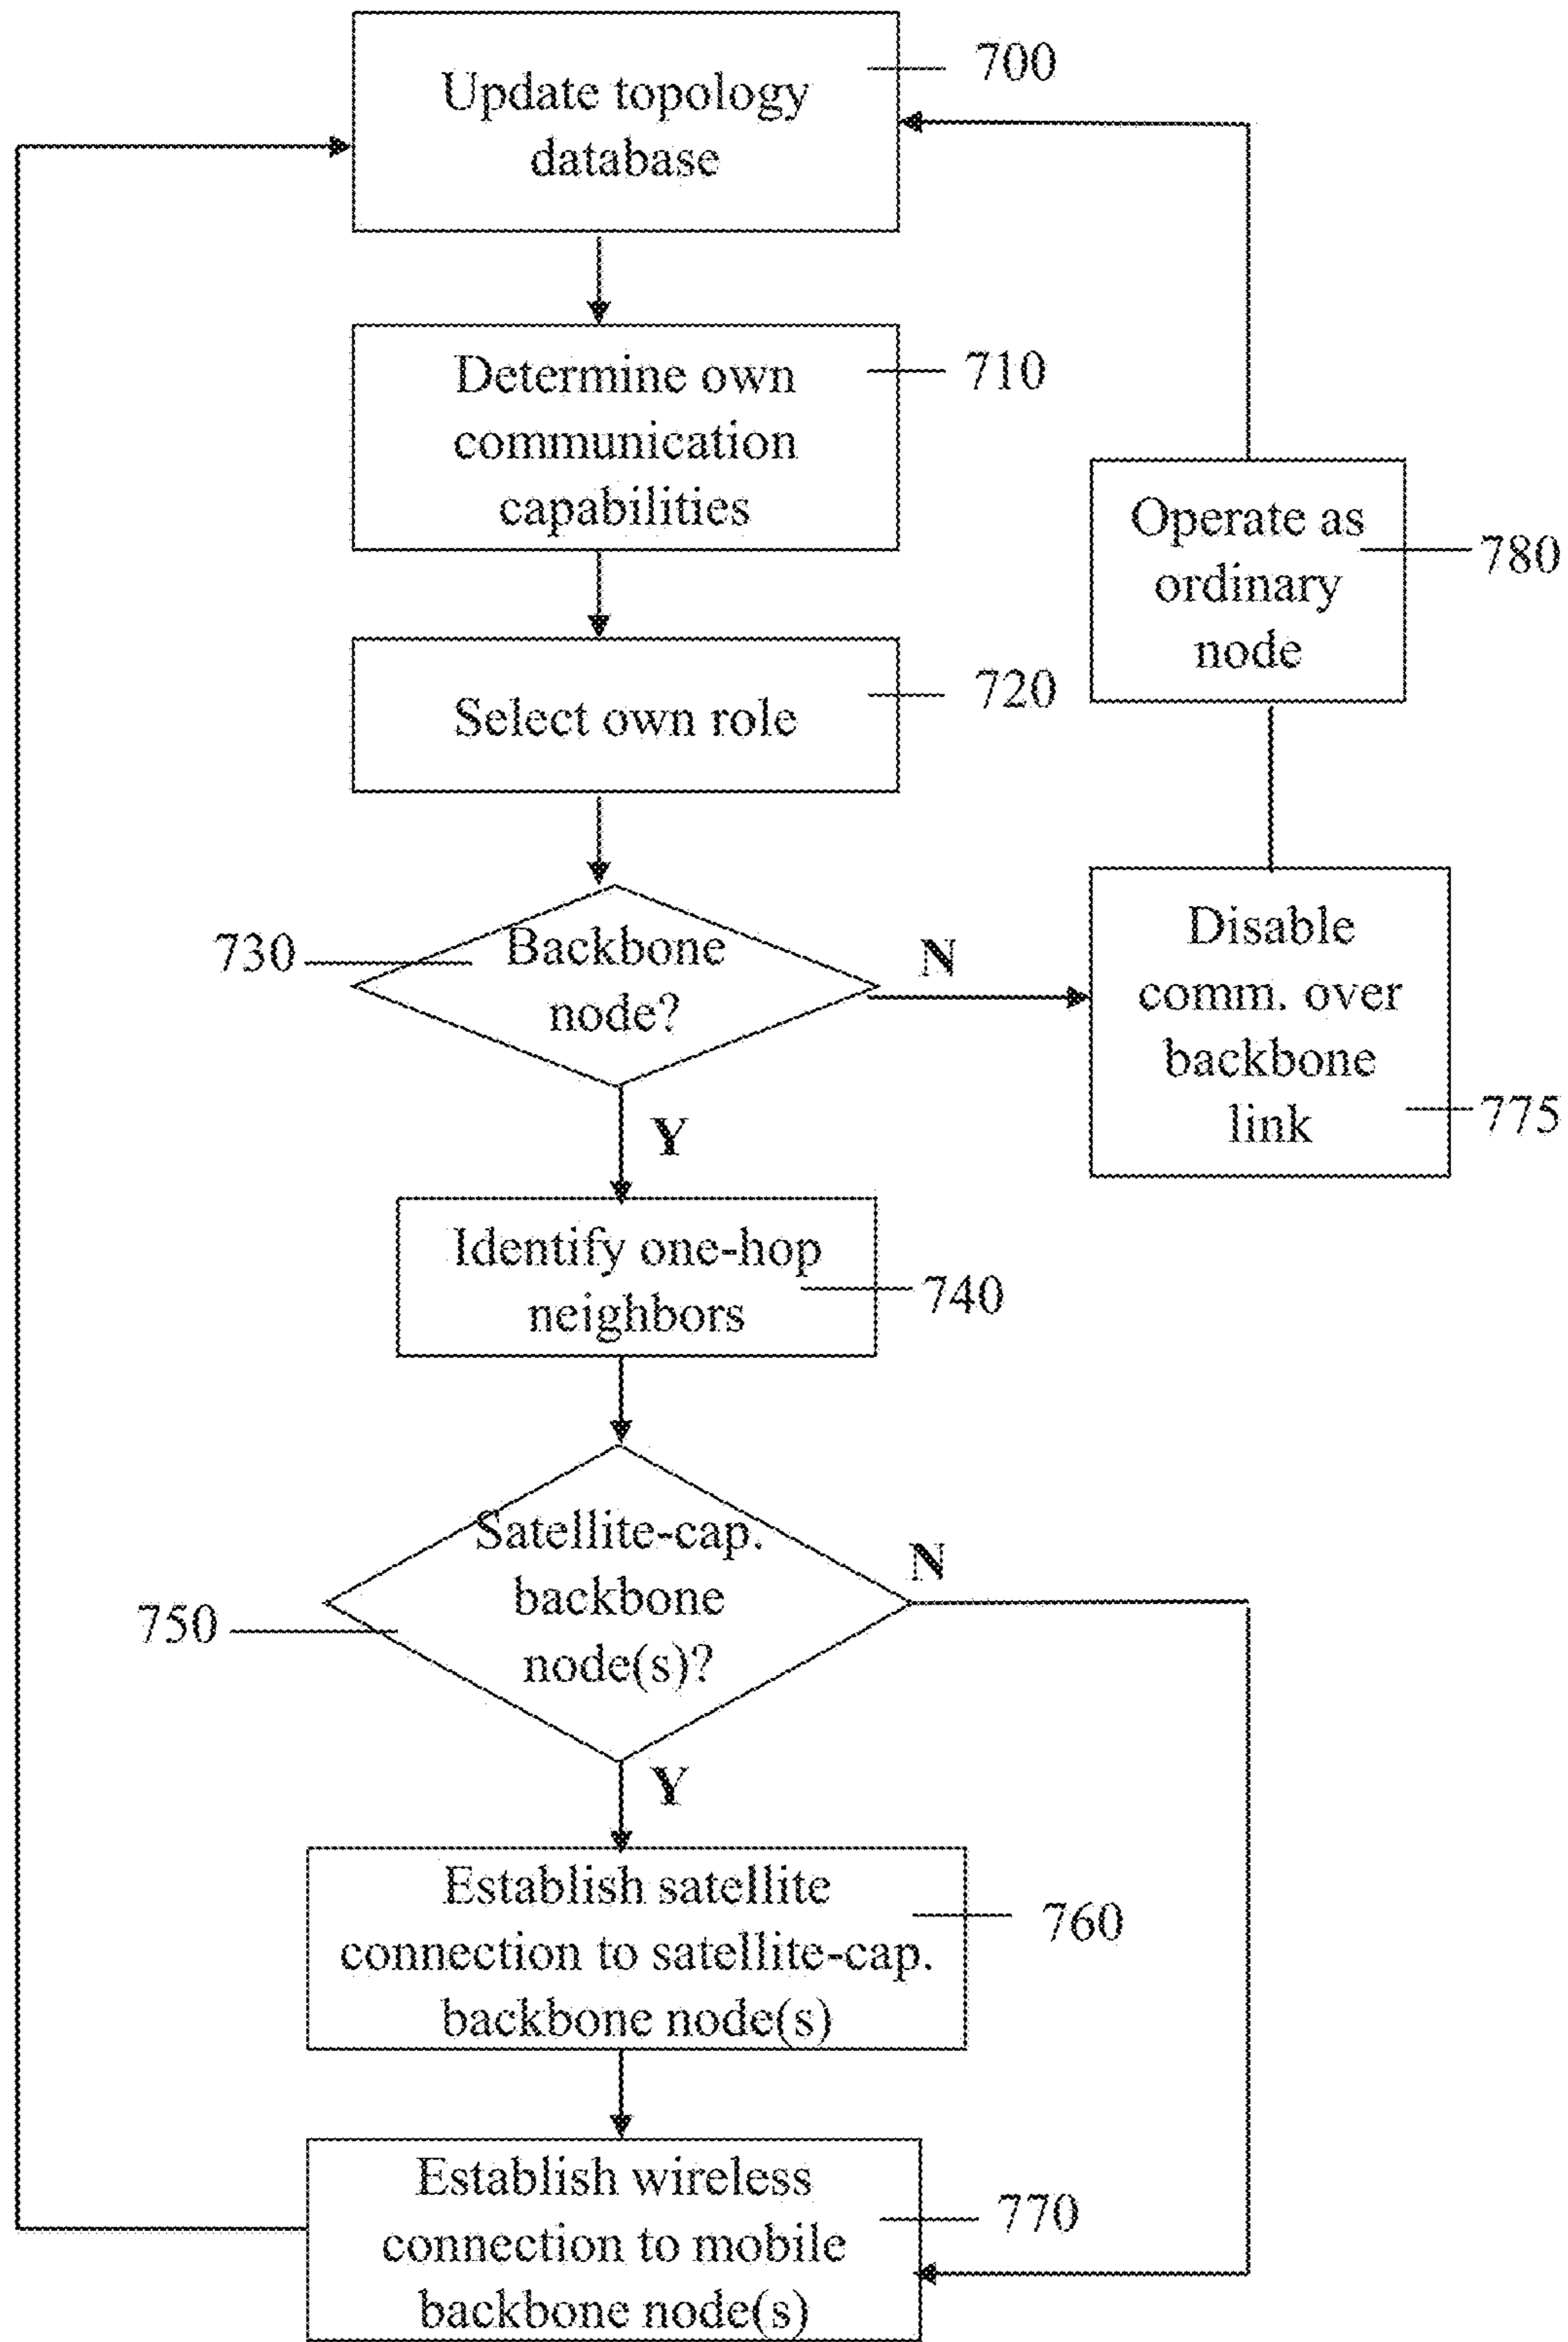 Update topology
database
700
Determine own
communication
capabilities
710
Operate as
ordinary
node
780
Select own role
720
Backbone
node?
730
N
Disable
comm. over
backbone
link
775
Y
Identify one-hop
neighbors
740
Satellite-cap.
backbone
node(s)?
750
N
Y
Establish satellite
connection to satellite-cap.
backbone node(s)
760
Establish wireless
connection to mobile
backbone node(s)
770